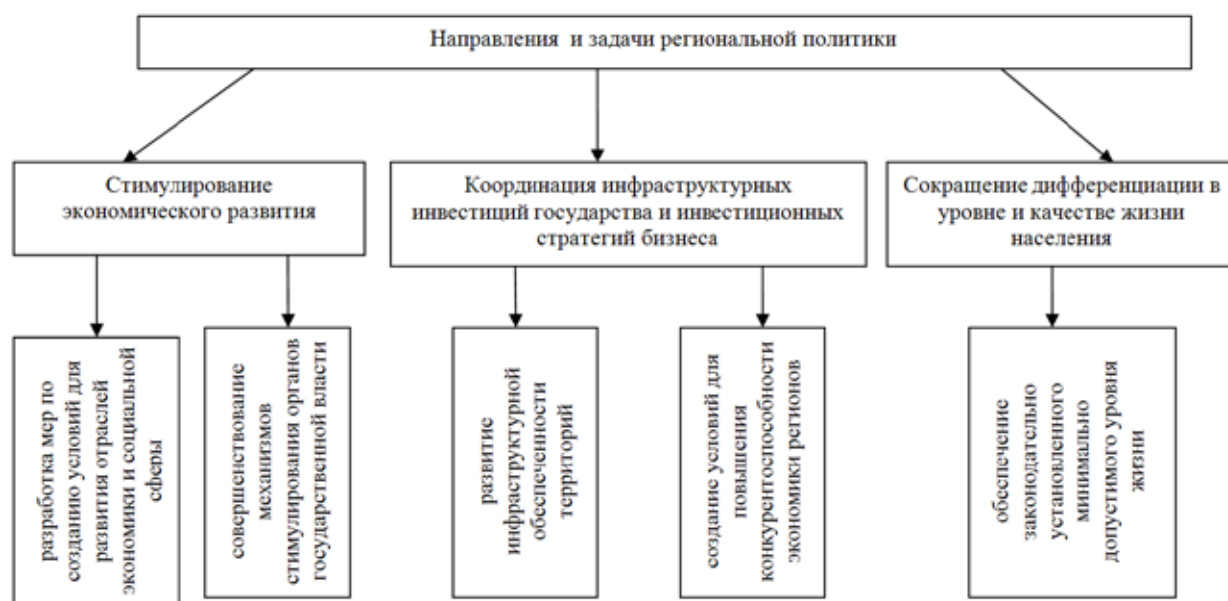 Направления и задачи региональной политики
Стимулирование
экономического развития
Координация инфраструктурных
инвестиций государства и инвестиционных
стратегий бизнеса
Сокращение дифференциации в
уровне и качестве жизни
населения
разработка мер по
созданию условий для
развития отраслей
экономики и социальной
сферы
совершенствование
механизмов
стимулирования органов
государственной власти
развитие
инфраструктурной
обеспеченности
территорий
создание условий для
повышения
конкурентоспособности
экономики регионов
обеспечение
законодательно
установленного
минимально
допустимого уровня
жизни